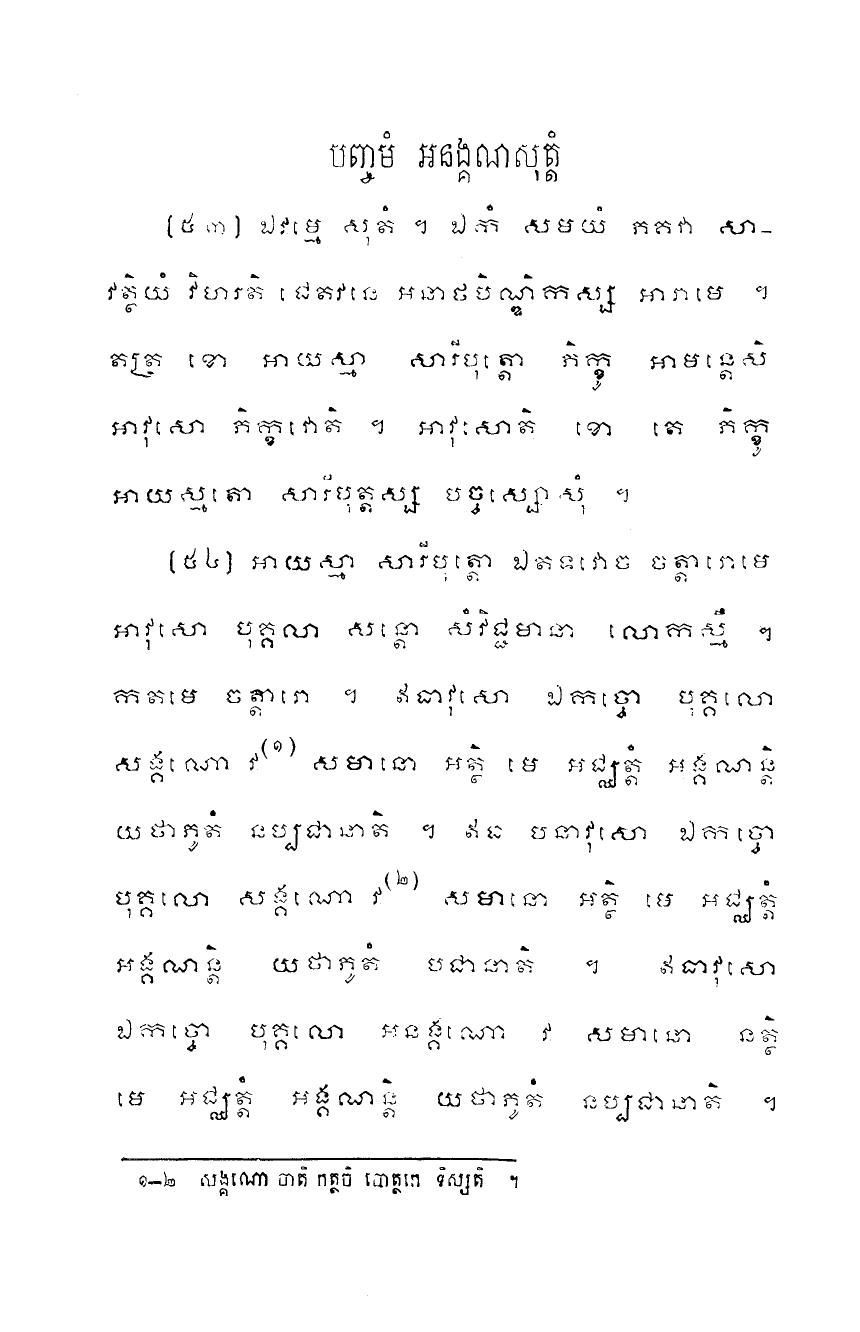 បញ្ចមំ អនង្គណសុត្តំ
(៥៣) ឯវម្មេ សុតំ ។ ឯកំ សមយំ ភគវា សា-
វត្ថិយំ វិហរតិ ជេតវនេ អនាថបិណ្ឌិកស្ស អារាមេ ។
តត្រ ខោ អាយស្មា សារីបុត្តោ ភិក្ខូ អាមន្តេសិ
អាវុសោ ភិក្ខវោតិ ។ អាវុសោតិ ខោ តេ ភិក្ខូ
អាយស្មតោ សារីបុត្តស្ស បច្ចស្សោសុំ ។
(៥៤) អាយស្មា សារីបុត្តោ ឯតទវោច ចត្តារោមេ
អាវុសោ បុគ្គលា សន្តោ សំវិជ្ជមានា លោកស្មឹ ។
កតមេ ចត្តារោ ។ ឥធាវុសោ ឯកច្ចោ បុគ្គលោ
សង្គណោ វ(១) សមានោ អត្ថិ មេ អជ្ឈត្តំ អង្គណន្តិ
យថាភូតំ នប្បជានាតិ ។ ឥធ បនាវុសោ ឯកច្ចោ
បុគ្គលោ សង្គណោ វ(២) សមានោ អត្ថិ មេ អជ្ឈត្តំ
អង្គណន្តិ យថាភូតំ បជានាតិ ។ ឥធាវុសោ
ឯកច្ចោ បុគ្គលោ អនង្គណោ វ សមានោ នត្ថិ
មេ អជ្ឈត្តំ អង្គណន្តិ យថាភូតំ នប្បជានាតិ ។
១-២ សង្គណោ ចាតិ កត្ថចិ បោត្ថកេ ទិស្សតិ ។